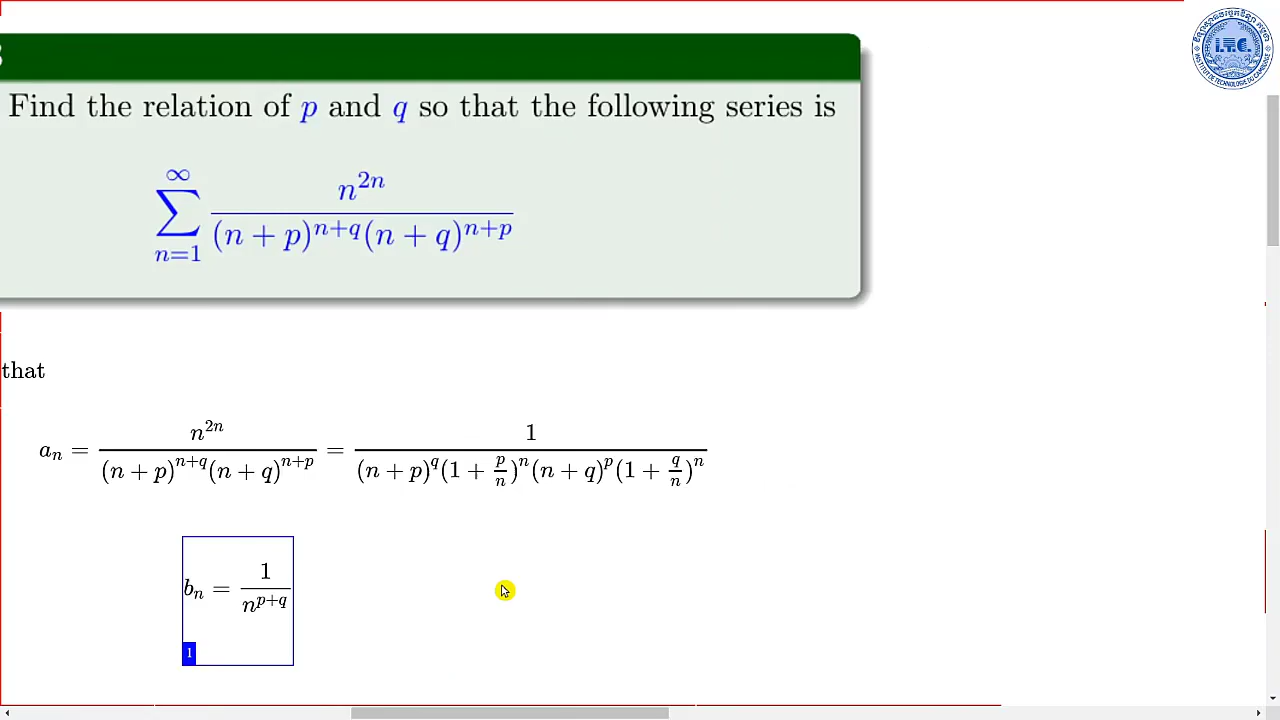 Find the relation of p and q so that the following series is
∑_{n=1}^{∞} n^{2n} / ((n + p)^{n+q}(n + q)^{n+p})
that
a_n = n^{2n} / ((n + p)^{n+q}(n + q)^{n+p}) = 1 / ((n + p)^q(1 + p/n)^n(n + q)^p(1 + q/n)^n)
b_n = 1 / n^{p+q}
1
I.T.C.